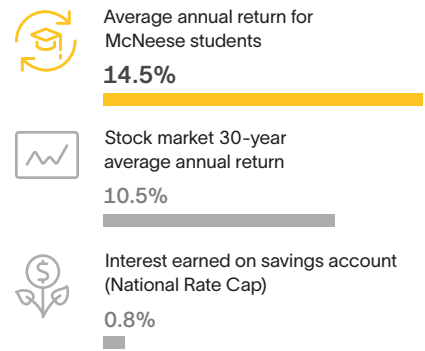 Average annual return for
McNeese students
14.5%
Stock market 30-year
average annual return
10.5%
Interest earned on savings account
(National Rate Cap)
0.8%